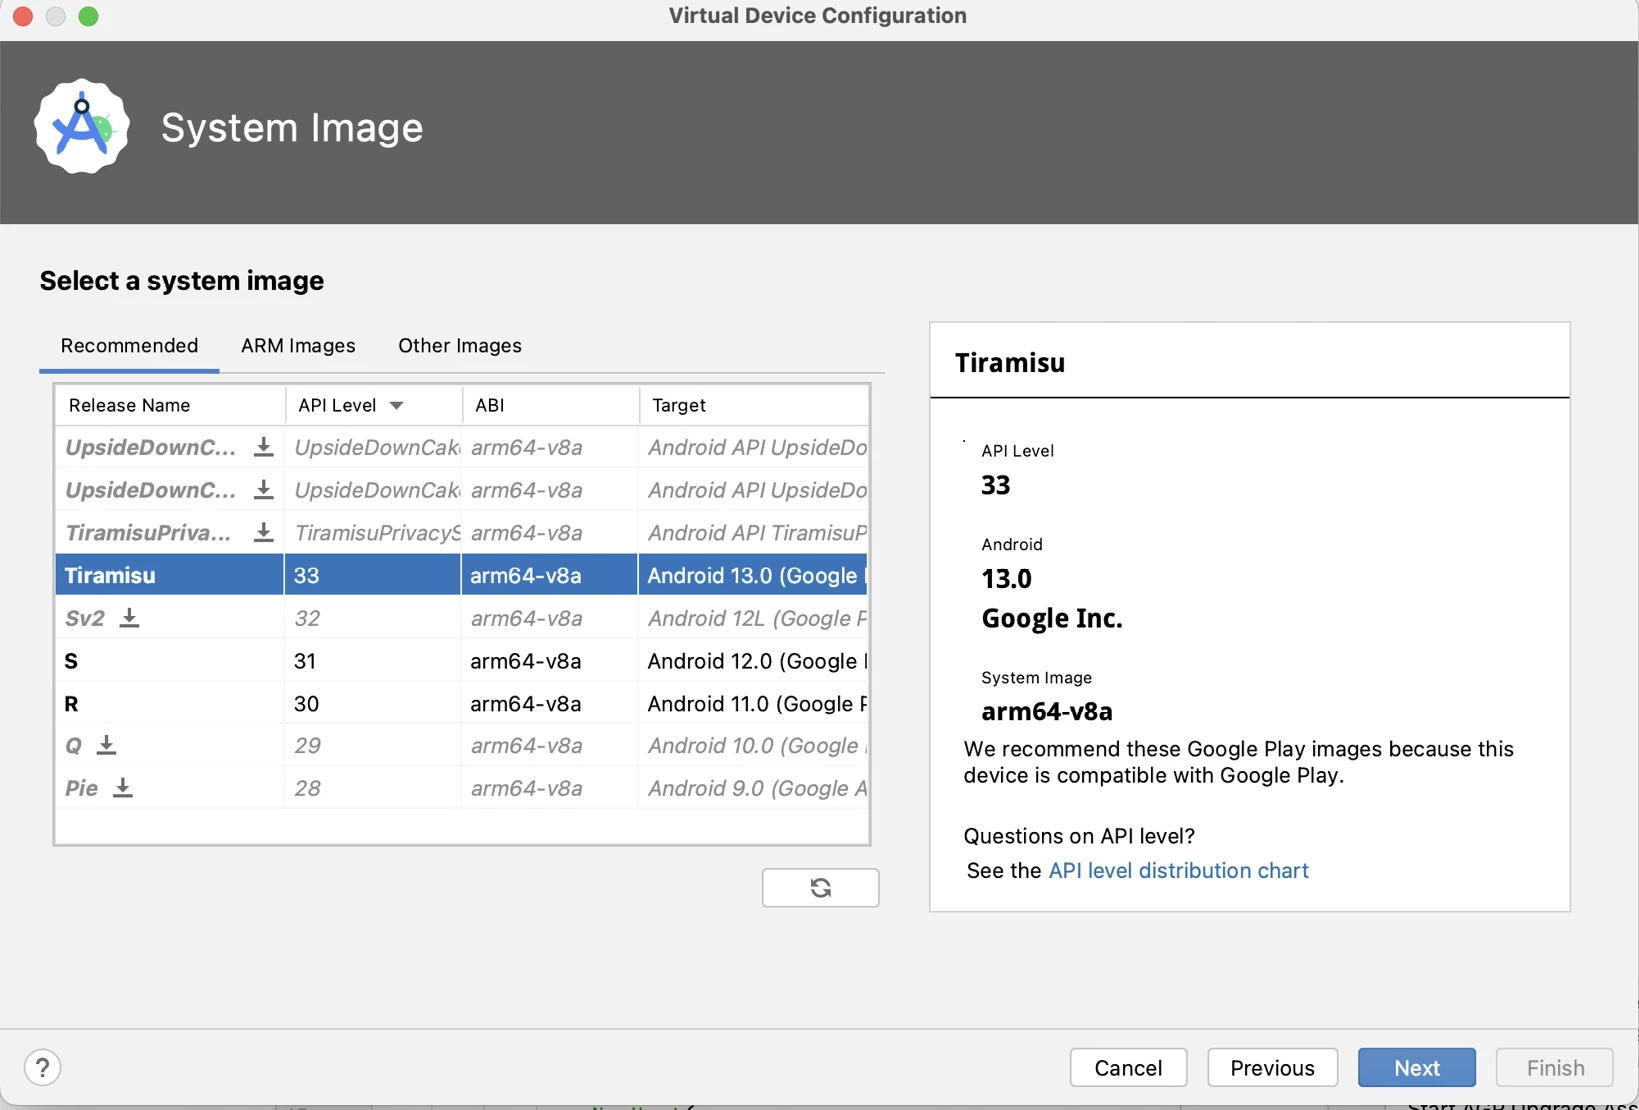 Virtual Device Configuration
System Image
Select a system image
Recommended ARM Images Other Images
Release Name API Level ABI Target
UpsideDownC... UpsideDownCak arm64-v8a Android API UpsideDo
UpsideDownC... UpsideDownCak arm64-v8a Android API UpsideDo
TiramisuPriva... TiramisuPrivacyS arm64-v8a Android API TiramisuP
Tiramisu 33 arm64-v8a Android 13.0 (Google
Sv2 32 arm64-v8a Android 12L (Google P
S 31 arm64-v8a Android 12.0 (Google
R 30 arm64-v8a Android 11.0 (Google P
Q 29 arm64-v8a Android 10.0 (Google
Pie 28 arm64-v8a Android 9.0 (Google A
Tiramisu
API Level
33
Android
13.0
Google Inc.
System Image
arm64-v8a
We recommend these Google Play images because this
device is compatible with Google Play.
Questions on API level?
See the API level distribution chart
? Cancel Previous Next Finish